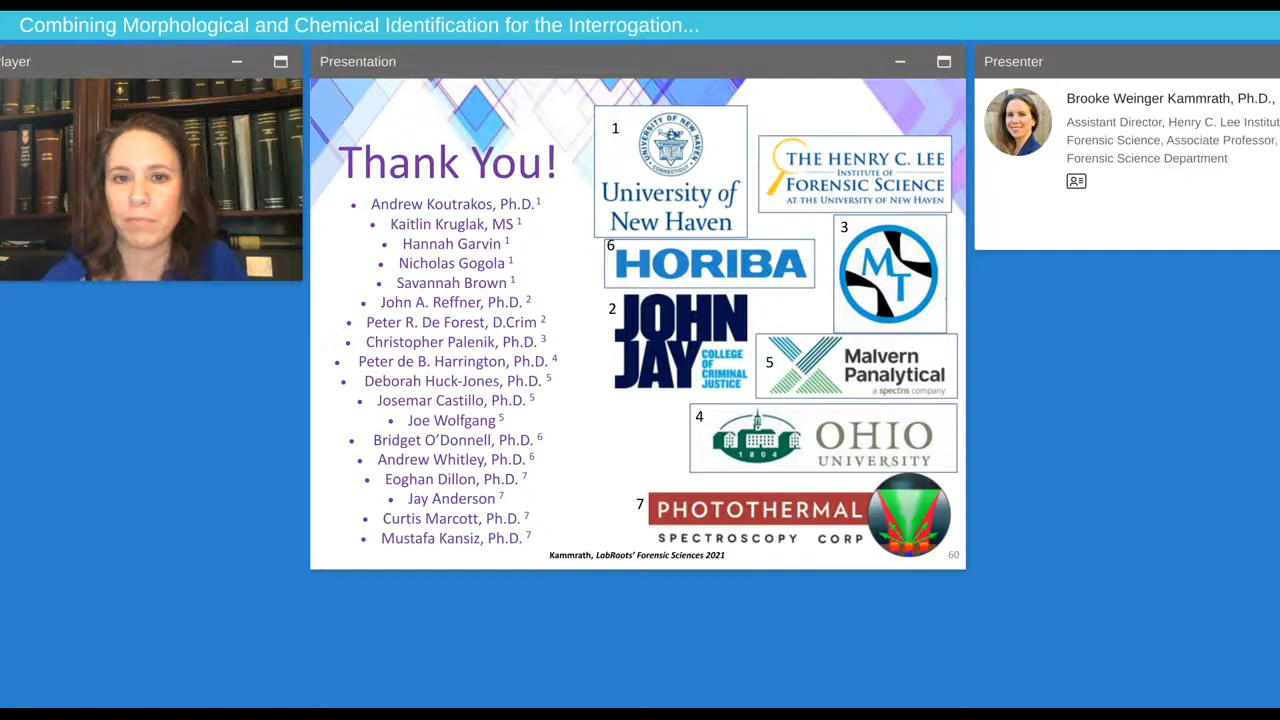 Combining Morphological and Chemical Identification for the Interrogation...
layer
Presentation
Presenter
Thank You!
• Andrew Koutrakos, Ph.D.1
• Kaitlin Kruglak, MS 1
• Hannah Garvin 1
• Nicholas Gogola 1
• Savannah Brown 1
• John A. Reffner, Ph.D. 2
• Peter R. De Forest, D.Crim 2
• Christopher Palenik, Ph.D. 3
• Peter de B. Harrington, Ph.D. 4
• Deborah Huck-Jones, Ph.D. 5
• Josemar Castillo, Ph.D. 5
• Joe Wolfgang 5
• Bridget O’Donnell, Ph.D. 6
• Andrew Whitley, Ph.D. 6
• Eoghan Dillon, Ph.D. 7
• Jay Anderson 7
• Curtis Marcott, Ph.D. 7
• Mustafa Kansiz, Ph.D. 7
1
UNIVERSITY OF NEW HAVEN
CONNECTICUT
University of
New Haven
THE HENRY C. LEE
INSTITUTE OF
FORENSIC SCIENCE
AT THE UNIVERSITY OF NEW HAVEN
6
HORIBA
3
MT
2
JOHN
JAY
COLLEGE
OF
CRIMINAL
JUSTICE
5
Malvern
Panalytical
a spectris company
4
1804
OHIO
UNIVERSITY
7
PHOTOTHERMAL
SPECTROSCOPY CORP
Kammrath, LabRoots’ Forensic Sciences 2021
60
Brooke Weinger Kammrath, Ph.D.,
Assistant Director, Henry C. Lee Institut
Forensic Science, Associate Professor,
Forensic Science Department